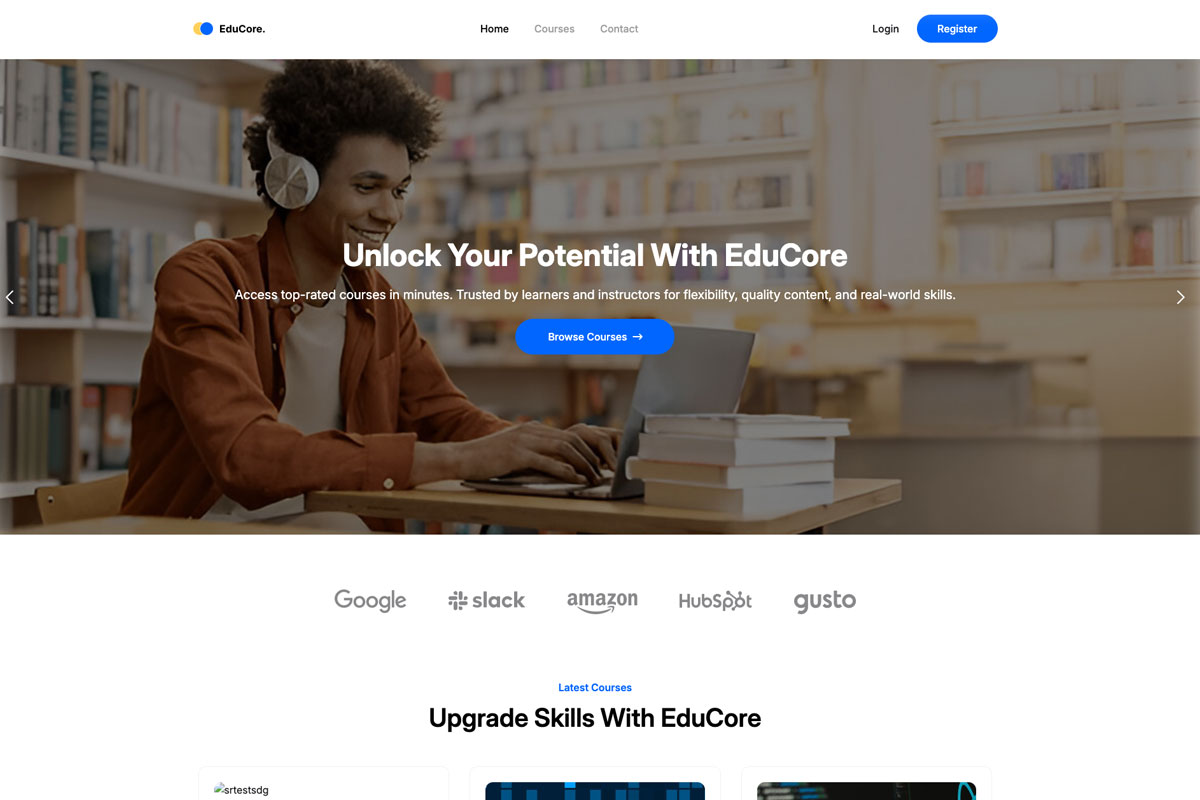 EduCore.
Home
Courses
Contact
Login
Register
Unlock Your Potential With EduCore
Access top-rated courses in minutes. Trusted by learners and instructors for flexibility, quality content, and real-world skills.
Browse Courses →
Google
slack
amazon
HubSpot
gusto
Latest Courses
Upgrade Skills With EduCore
srtestsdg